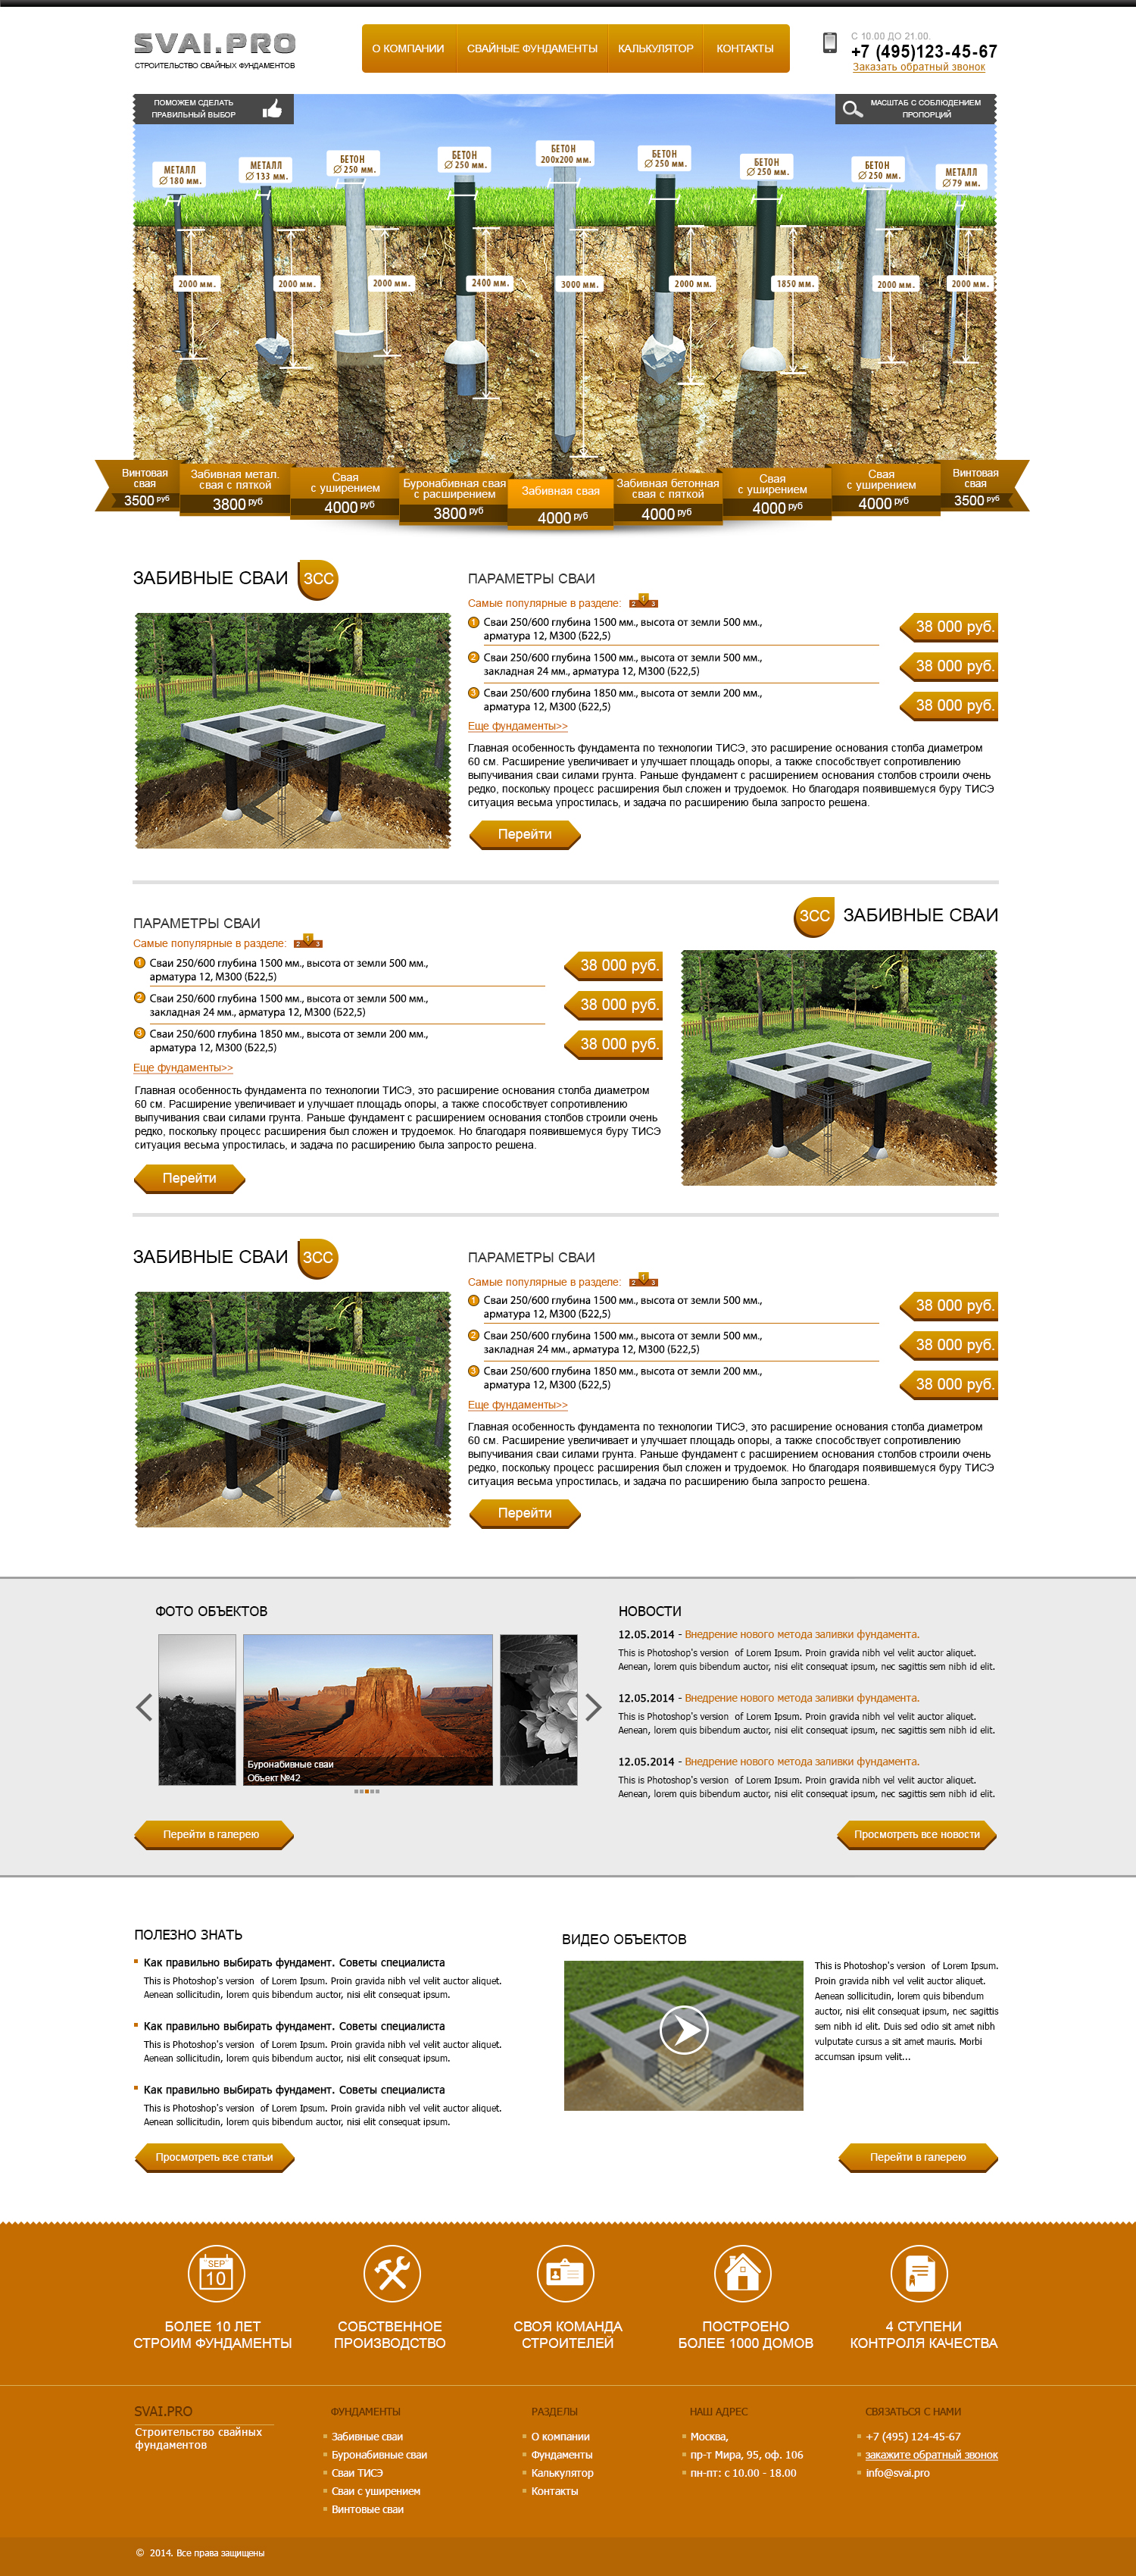 SVAI.PRO
СТРОИТЕЛЬСТВО СВАЙНЫХ ФУНДАМЕНТОВ
О КОМПАНИИ
СВАЙНЫЕ ФУНДАМЕНТЫ
КАЛЬКУЛЯТОР
КОНТАКТЫ
С 10.00 ДО 21.00.
+7 (495)123-45-67
Заказать обратный звонок
ПОМОЖЕМ СДЕЛАТЬ
ПРАВИЛЬНЫЙ ВЫБОР
МАСШТАБ С СОБЛЮДЕНИЕМ
ПРОПОРЦИЙ
МЕТАЛЛ
∅ 180 мм.
МЕТАЛЛ
∅ 133 мм.
БЕТОН
∅ 250 мм.
БЕТОН
∅ 250 мм.
БЕТОН
200х200 мм.
БЕТОН
∅ 250 мм.
БЕТОН
∅ 250 мм.
БЕТОН
∅ 250 мм.
МЕТАЛЛ
∅ 79 мм.
2000 мм.
2000 мм.
2000 мм.
2400 мм.
3000 мм.
2000 мм.
1850 мм.
2000 мм.
2000 мм.
Винтовая
свая
3500 руб
Забивная метал.
свая с пяткой
3800 руб
Свая
с уширением
4000 руб
Буронабивная свая
с расширением
3800 руб
Забивная свая
4000 руб
Забивная бетонная
свая с пяткой
4000 руб
Свая
с уширением
4000 руб
Свая
с уширением
4000 руб
Винтовая
свая
3500 руб
ЗАБИВНЫЕ СВАИ
ЗСС
ПАРАМЕТРЫ СВАИ
Самые популярные в разделе:
2 1 3
1 Сваи 250/600 глубина 1500 мм., высота от земли 500 мм.,
арматура 12, М300 (Б22,5)
38 000 руб.
2 Сваи 250/600 глубина 1500 мм., высота от земли 500 мм.,
закладная 24 мм., арматура 12, М300 (Б22,5)
38 000 руб.
3 Сваи 250/600 глубина 1850 мм., высота от земли 200 мм.,
арматура 12, М300 (Б22,5)
38 000 руб.
Еще фундаменты>>
Главная особенность фундамента по технологии ТИСЭ, это расширение основания столба диаметром
60 см. Расширение увеличивает и улучшает площадь опоры, а также способствует сопротивлению
выпучивания сваи силами грунта. Раньше фундамент с расширением основания столбов строили очень
редко, поскольку процесс расширения был сложен и трудоемок. Но благодаря появившемуся буру ТИСЭ
ситуация весьма упростилась, и задача по расширению была запросто решена.
Перейти
ПАРАМЕТРЫ СВАИ
Самые популярные в разделе:
2 1 3
1 Сваи 250/600 глубина 1500 мм., высота от земли 500 мм.,
арматура 12, М300 (Б22,5)
38 000 руб.
2 Сваи 250/600 глубина 1500 мм., высота от земли 500 мм.,
закладная 24 мм., арматура 12, М300 (Б22,5)
38 000 руб.
3 Сваи 250/600 глубина 1850 мм., высота от земли 200 мм.,
арматура 12, М300 (Б22,5)
38 000 руб.
Еще фундаменты>>
Главная особенность фундамента по технологии ТИСЭ, это расширение основания столба диаметром
60 см. Расширение увеличивает и улучшает площадь опоры, а также способствует сопротивлению
выпучивания сваи силами грунта. Раньше фундамент с расширением основания столбов строили очень
редко, поскольку процесс расширения был сложен и трудоемок. Но благодаря появившемуся буру ТИСЭ
ситуация весьма упростилась, и задача по расширению была запросто решена.
Перейти
ЗСС
ЗАБИВНЫЕ СВАИ
ЗАБИВНЫЕ СВАИ
ЗСС
ПАРАМЕТРЫ СВАИ
Самые популярные в разделе:
2 1 3
1 Сваи 250/600 глубина 1500 мм., высота от земли 500 мм.,
арматура 12, М300 (Б22,5)
38 000 руб.
2 Сваи 250/600 глубина 1500 мм., высота от земли 500 мм.,
закладная 24 мм., арматура 12, М300 (Б22,5)
38 000 руб.
3 Сваи 250/600 глубина 1850 мм., высота от земли 200 мм.,
арматура 12, М300 (Б22,5)
38 000 руб.
Еще фундаменты>>
Главная особенность фундамента по технологии ТИСЭ, это расширение основания столба диаметром
60 см. Расширение увеличивает и улучшает площадь опоры, а также способствует сопротивлению
выпучивания сваи силами грунта. Раньше фундамент с расширением основания столбов строили очень
редко, поскольку процесс расширения был сложен и трудоемок. Но благодаря появившемуся буру ТИСЭ
ситуация весьма упростилась, и задача по расширению была запросто решена.
Перейти
ФОТО ОБЪЕКТОВ
Буронабивные сваи
Объект №42
Перейти в галерею
НОВОСТИ
12.05.2014 - Внедрение нового метода заливки фундамента.
This is Photoshop's version of Lorem Ipsum. Proin gravida nibh vel velit auctor aliquet.
Aenean, lorem quis bibendum auctor, nisi elit consequat ipsum, nec sagittis sem nibh id elit.
12.05.2014 - Внедрение нового метода заливки фундамента.
This is Photoshop's version of Lorem Ipsum. Proin gravida nibh vel velit auctor aliquet.
Aenean, lorem quis bibendum auctor, nisi elit consequat ipsum, nec sagittis sem nibh id elit.
12.05.2014 - Внедрение нового метода заливки фундамента.
This is Photoshop's version of Lorem Ipsum. Proin gravida nibh vel velit auctor aliquet.
Aenean, lorem quis bibendum auctor, nisi elit consequat ipsum, nec sagittis sem nibh id elit.
Просмотреть все новости
ПОЛЕЗНО ЗНАТЬ
Как правильно выбирать фундамент. Советы специалиста
This is Photoshop's version of Lorem Ipsum. Proin gravida nibh vel velit auctor aliquet.
Aenean sollicitudin, lorem quis bibendum auctor, nisi elit consequat ipsum.
Как правильно выбирать фундамент. Советы специалиста
This is Photoshop's version of Lorem Ipsum. Proin gravida nibh vel velit auctor aliquet.
Aenean sollicitudin, lorem quis bibendum auctor, nisi elit consequat ipsum.
Как правильно выбирать фундамент. Советы специалиста
This is Photoshop's version of Lorem Ipsum. Proin gravida nibh vel velit auctor aliquet.
Aenean sollicitudin, lorem quis bibendum auctor, nisi elit consequat ipsum.
Просмотреть все статьи
ВИДЕО ОБЪЕКТОВ
This is Photoshop's version of Lorem Ipsum.
Proin gravida nibh vel velit auctor aliquet.
Aenean sollicitudin, lorem quis bibendum
auctor, nisi elit consequat ipsum, nec sagittis
sem nibh id elit. Duis sed odio sit amet nibh
vulputate cursus a sit amet mauris. Morbi
accumsan ipsum velit...
Перейти в галерею
SEP
10
БОЛЕЕ 10 ЛЕТ
СТРОИМ ФУНДАМЕНТЫ
СОБСТВЕННОЕ
ПРОИЗВОДСТВО
СВОЯ КОМАНДА
СТРОИТЕЛЕЙ
ПОСТРОЕНО
БОЛЕЕ 1000 ДОМОВ
4 СТУПЕНИ
КОНТРОЛЯ КАЧЕСТВА
SVAI.PRO
Строительство свайных
фундаментов
ФУНДАМЕНТЫ
Забивные сваи
Буронабивные сваи
Сваи ТИСЭ
Сваи с уширением
Винтовые сваи
РАЗДЕЛЫ
О компании
Фундаменты
Калькулятор
Контакты
НАШ АДРЕС
Москва,
пр-т Мира, 95, оф. 106
пн-пт: с 10.00 - 18.00
СВЯЗАТЬСЯ С НАМИ
+7 (495) 124-45-67
закажите обратный звонок
info@svai.pro
© 2014. Все права защищены